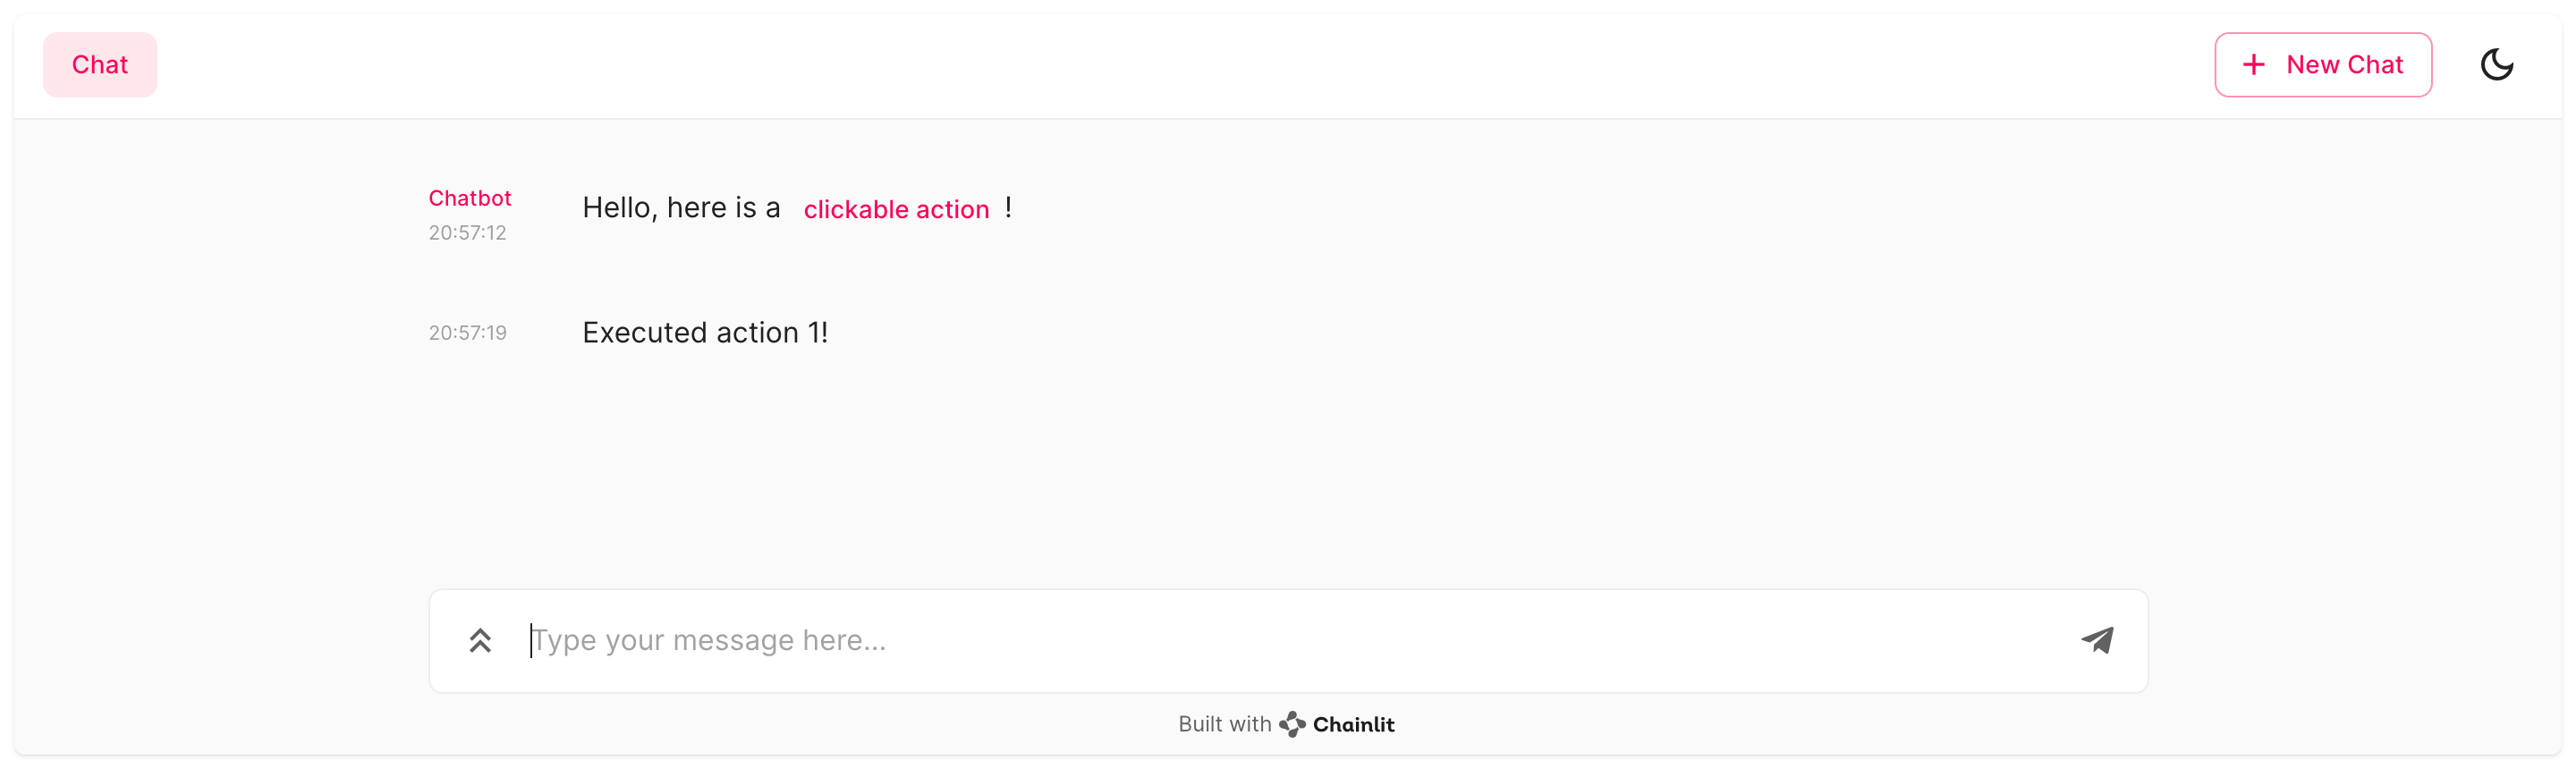 Chat
+ New Chat
Chatbot
20:57:12
Hello, here is a clickable action !
20:57:19
Executed action 1!
Type your message here...
Built with Chainlit